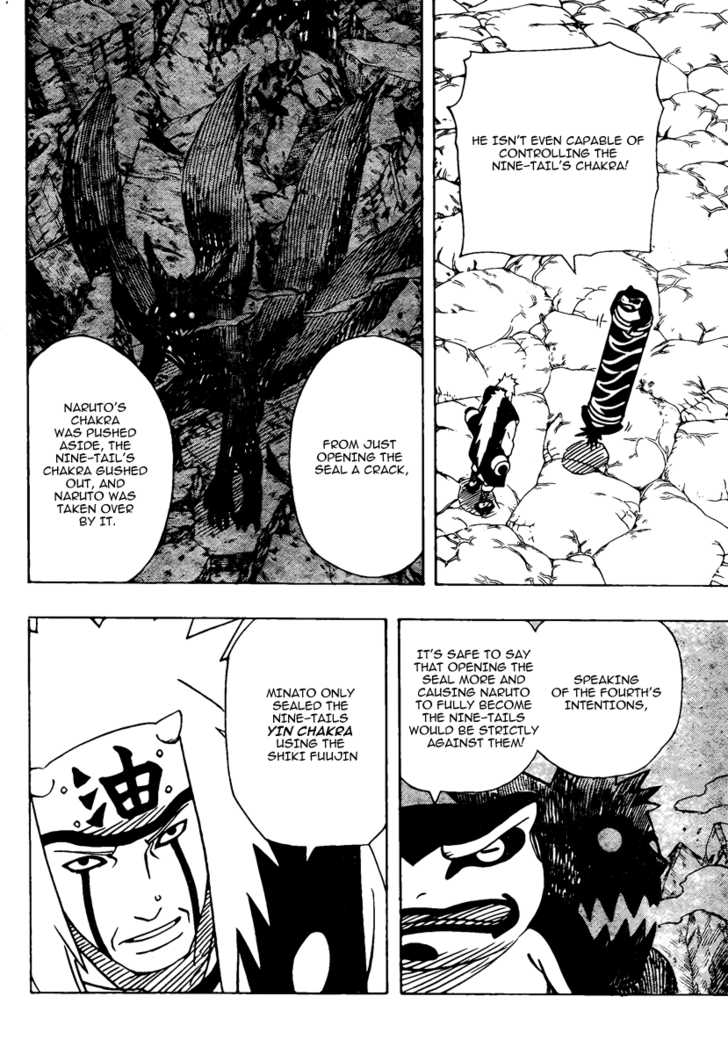 HE ISN'T EVEN CAPABLE OF
CONTROLLING THE
NINE-TAIL'S CHAKRA!
FROM JUST
OPENING THE
SEAL A CRACK,
NARUTO'S
CHAKRA
WAS PUSHED
ASIDE, THE
NINE-TAIL'S
CHAKRA GUSHED
OUT, AND
NARUTO WAS
TAKEN OVER
BY IT.
SPEAKING
OF THE FOURTH'S
INTENTIONS,
IT'S SAFE TO SAY
THAT OPENING THE
SEAL MORE AND
CAUSING NARUTO
TO FULLY BECOME
THE NINE-TAILS
WOULD BE STRICTLY
AGAINST THEM!
MINATO ONLY
SEALED THE
NINE-TAILS
YIN CHAKRA
USING THE
SHIKI FUUJIN
油